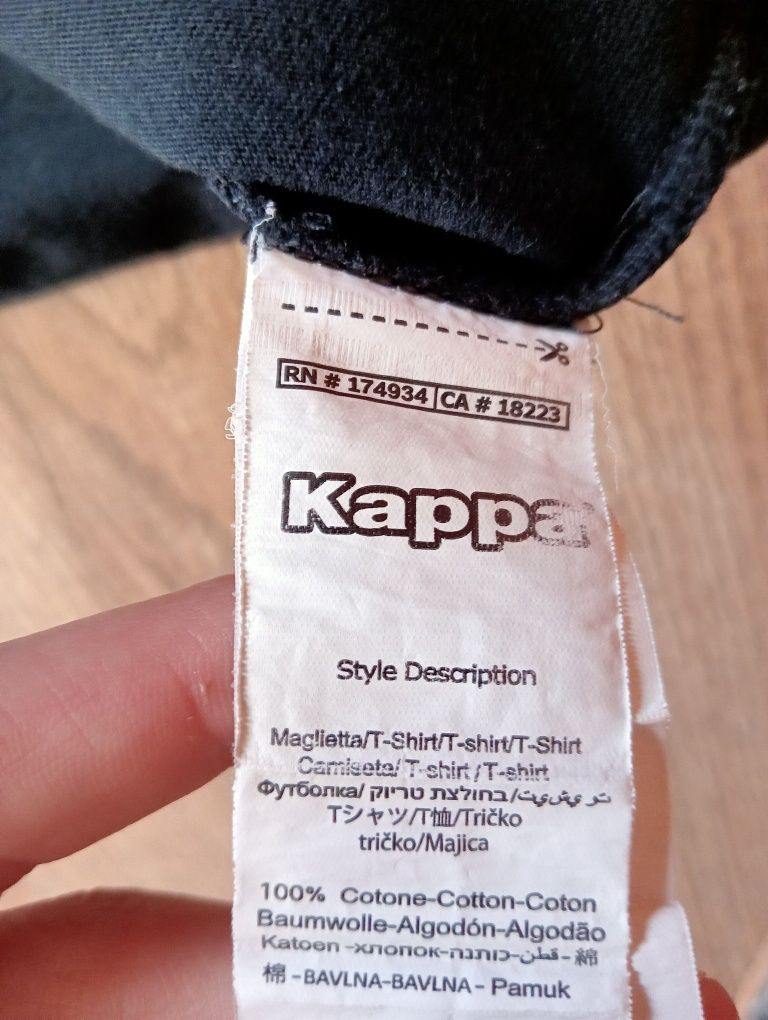 RN # 174934 CA # 18223
Kappa
Style Description
Maglietta/T-Shirt/T-shirt/T-Shirt
Camiseta/ T-shirt / T-shirt
Футболка/ בחולצת טריוק/تي شيرت
Tシャツ/T恤/Tričko
tričko/Majica
100% Cotone-Cotton-Coton
Baumwolle-Algodón-Algodão
Katoen -хлопок-כותנה-قطن- 綿
棉 - BAVLNA-BAVLNA - Pamuk